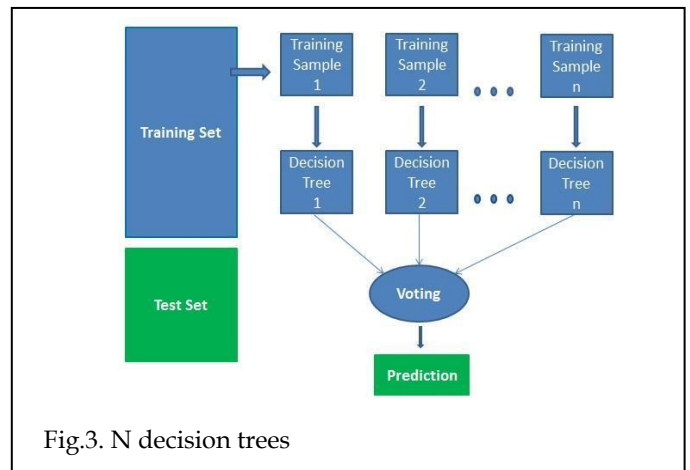 Training Set
Test Set
Training
Sample
1
Training
Sample
2
Training
Sample
n
Decision
Tree
1
Decision
Tree
2
Decision
Tree
n
Voting
Prediction
Fig.3. N decision trees